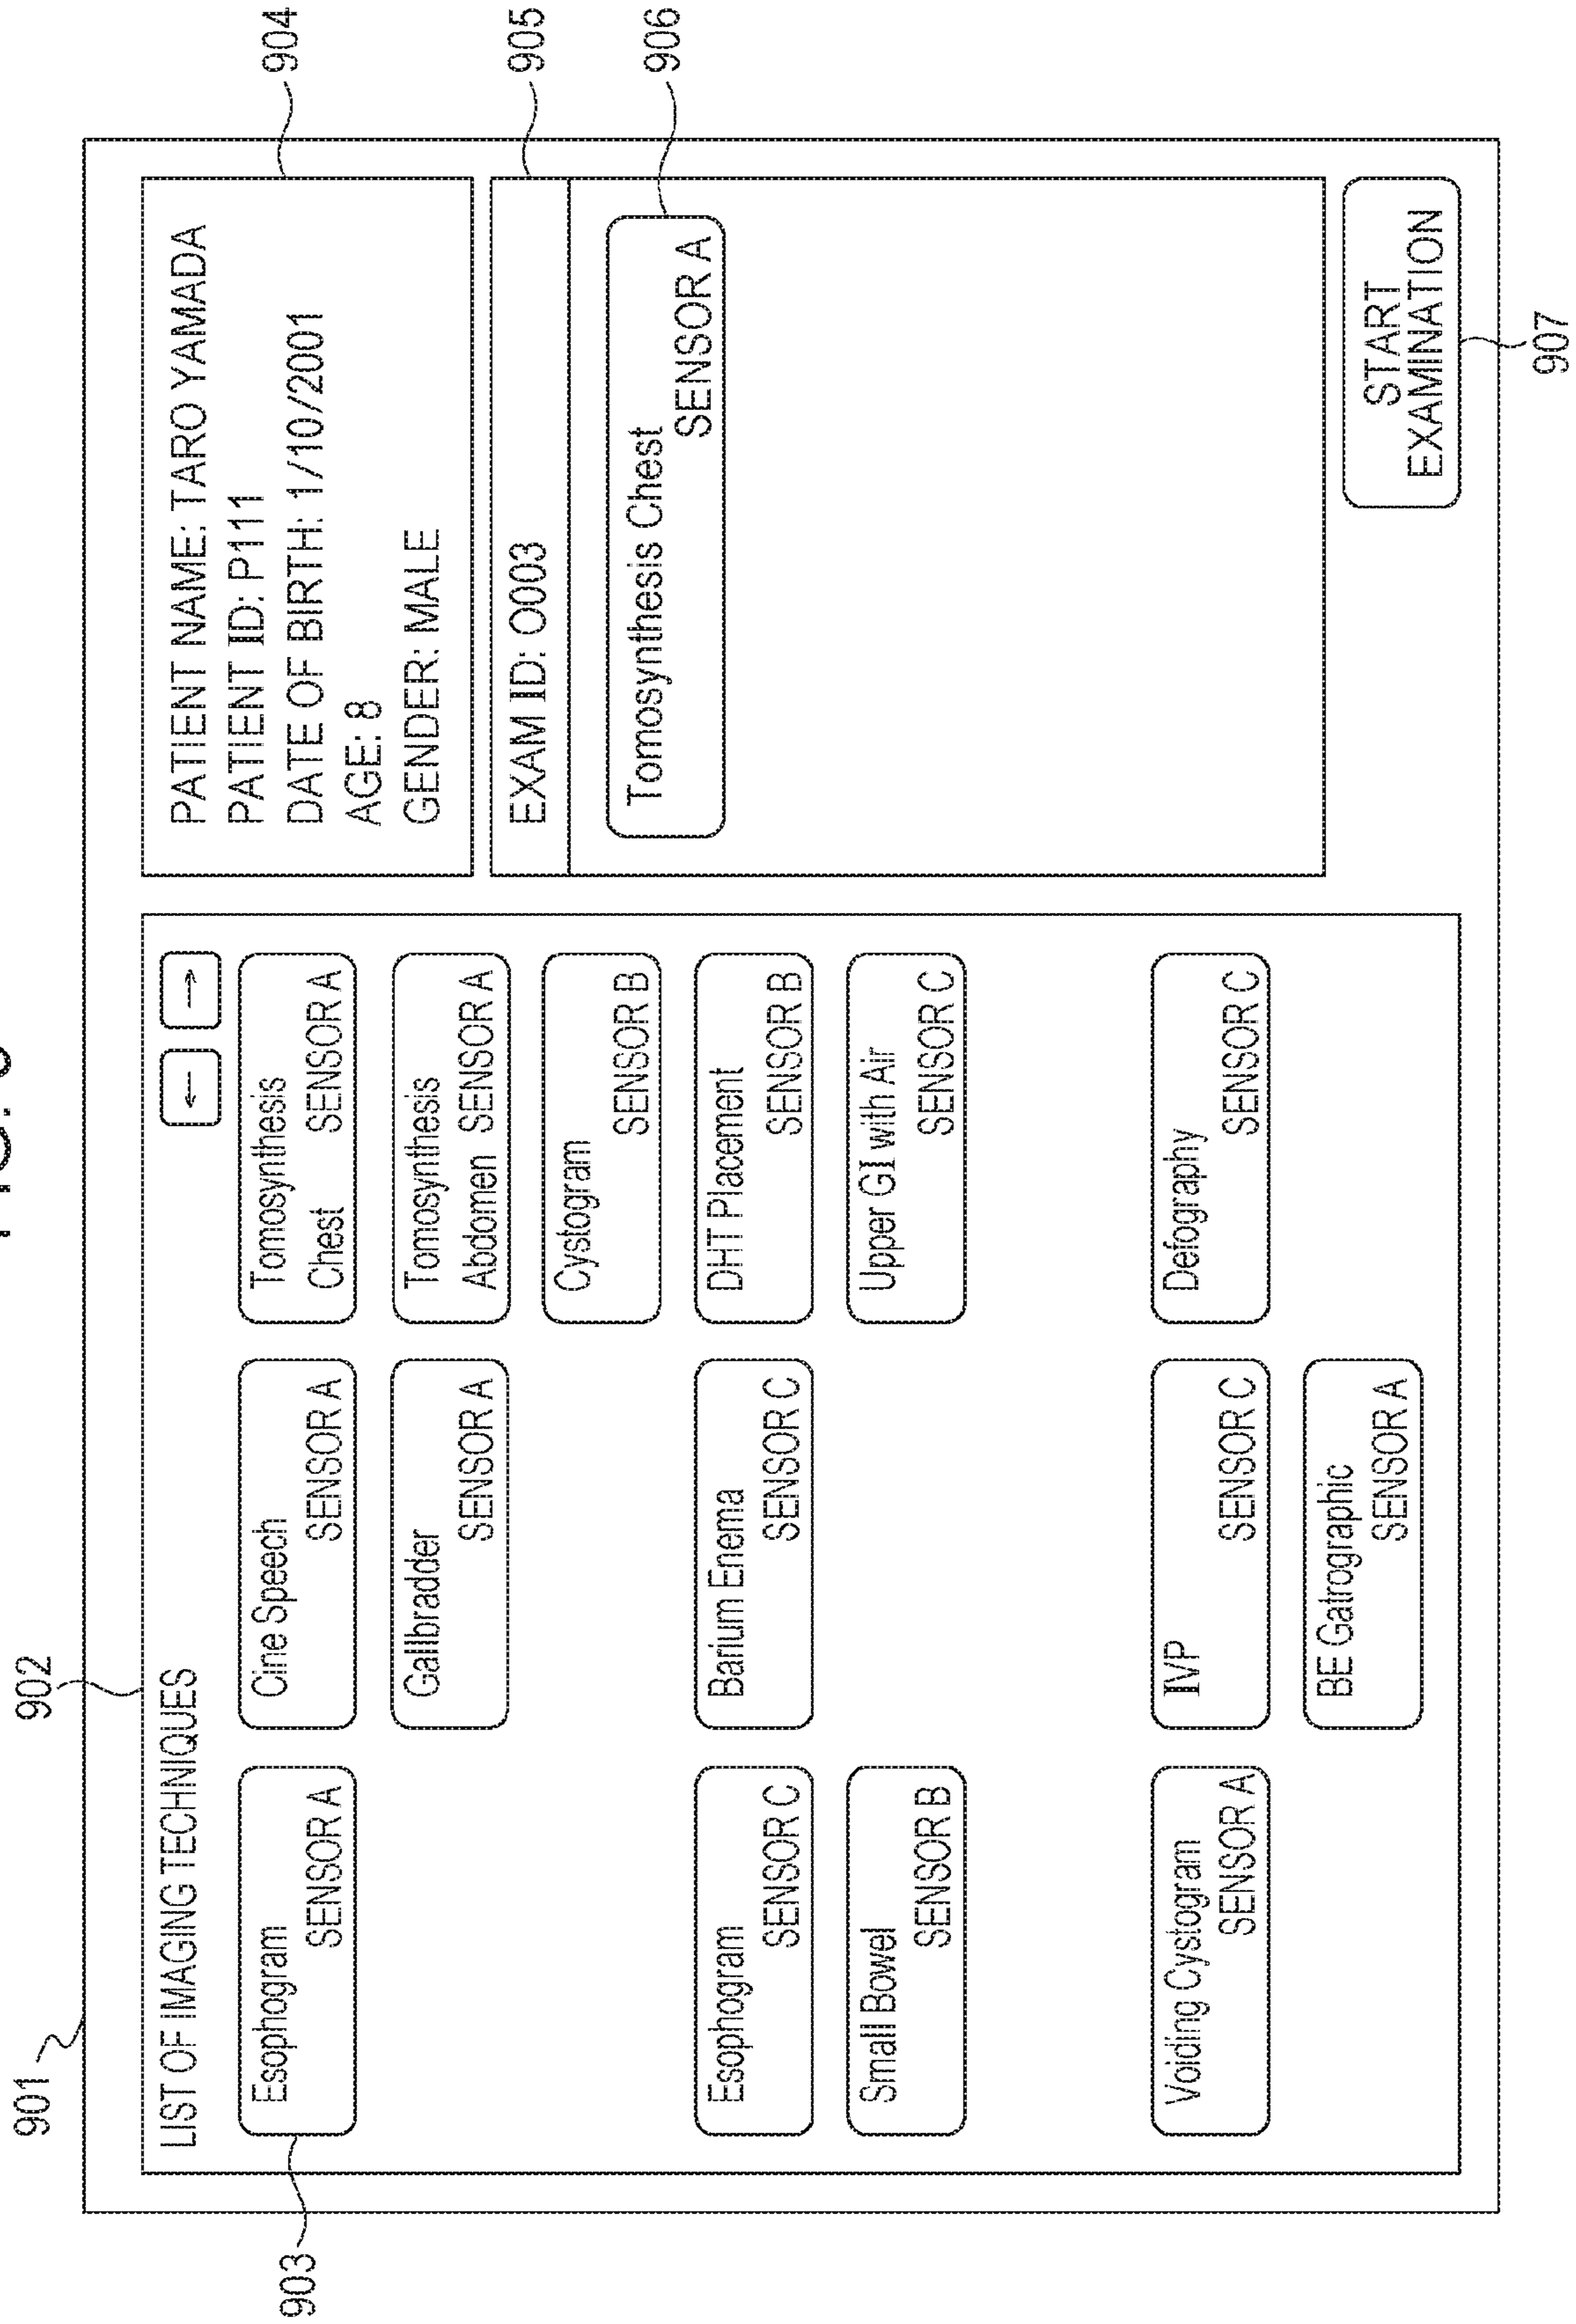 901
902
903
LIST OF IMAGING TECHNIQUES
←
→
Esophogram
SENSOR A
Cine Speech
SENSOR A
Tomosynthesis
Chest SENSOR A
Gallbradder
SENSOR A
Tomosynthesis
Abdomen SENSOR A
Cystogram
SENSOR B
Esophogram
SENSOR C
Barium Enema
SENSOR C
DHT Placement
SENSOR B
Small Bowel
SENSOR B
Upper GI with Air
SENSOR C
Voiding Cystogram
SENSOR A
IVP
SENSOR C
Defography
SENSOR C
BE Gatrographic
SENSOR A
PATIENT NAME: TARO YAMADA
PATIENT ID: P111
DATE OF BIRTH: 1/10/2001
AGE: 8
GENDER: MALE
904
EXAM ID: O003
905
Tomosynthesis Chest
SENSOR A
906
START
EXAMINATION
907